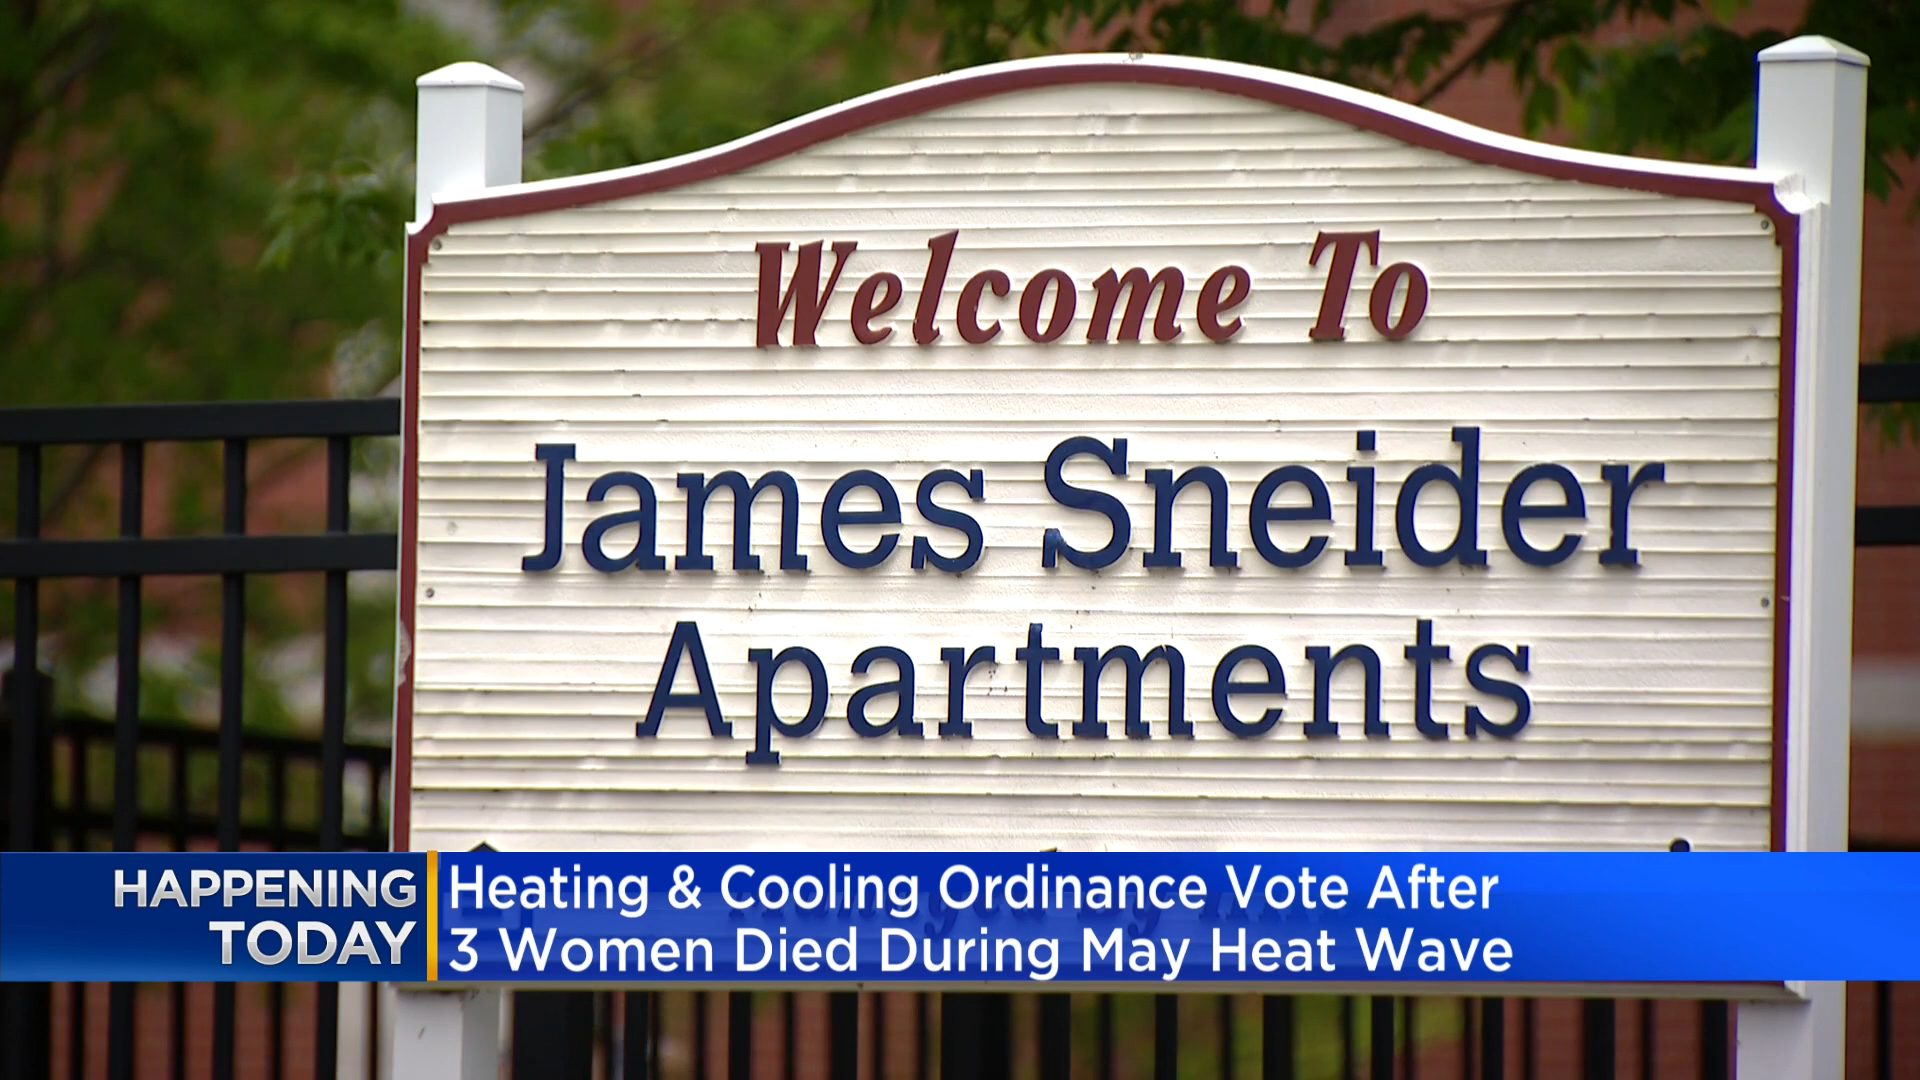 Welcome To
James Sneider
Apartments
HAPPENING
TODAY
Heating & Cooling Ordinance Vote After
3 Women Died During May Heat Wave